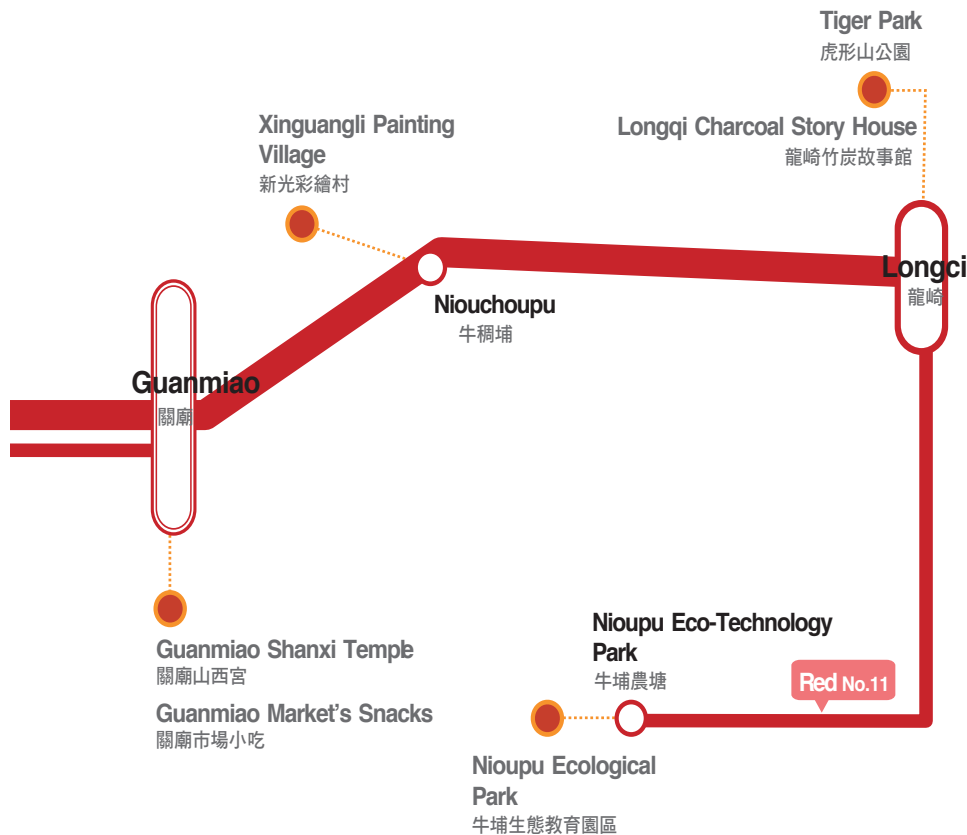 Tiger Park
虎形山公園
Xinguangli Painting
Village
新光彩繪村
Longqi Charcoal Story House
龍崎竹炭故事館
Longci
龍崎
Niouchoupu
牛稠埔
Guanmiao
關廟
Guanmiao Shanxi Temple
關廟山西宮
Guanmiao Market's Snacks
關廟市場小吃
Nioupu Eco-Technology
Park
牛埔農塘
Red No.11
Nioupu Ecological
Park
牛埔生態教育園區